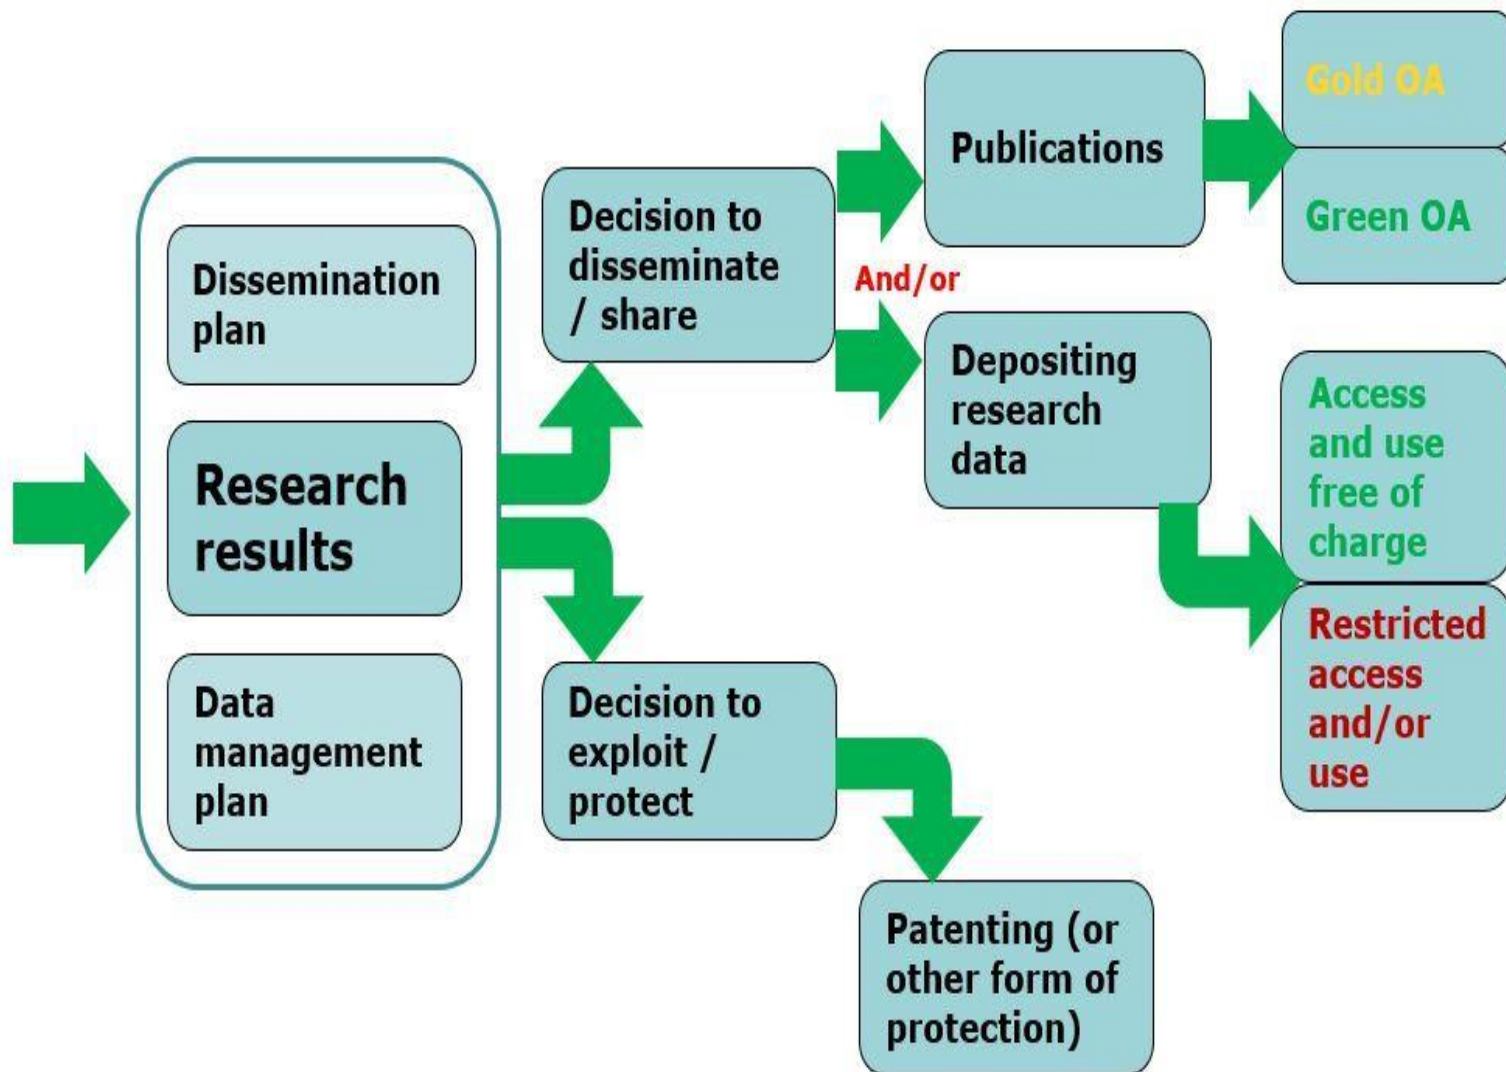 Dissemination
plan
Research
results
Data
management
plan
Decision to
disseminate
/ share
Decision to
exploit /
protect
And/or
Publications
Depositing
research
data
Patenting (or
other form of
protection)
Gold OA
Green OA
Access
and use
free of
charge
Restricted
access
and/or
use